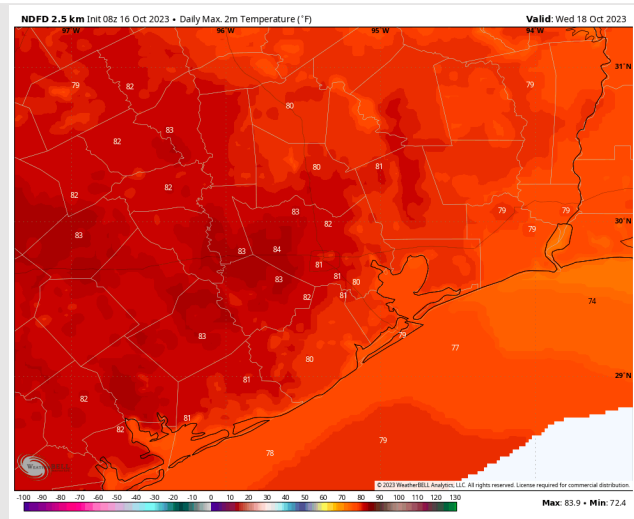 NDFD 2.5 km Init 08z 16 Oct 2023 • Daily Max. 2m Temperature (°F)
Valid: Wed 18 Oct 2023
97°W 96°W 95°W 94°W
31°N
79 82 79
80
83
82
80 81
82 82
83 79 79
82 79
30°N
83
83 84
81
83 81 80
82 81
74
83 79
77
80
29°N
81
82
81
82
79
78
WeatherBELL
© 2023 WeatherBELL Analytics, LLC. All rights reserved. License required for commercial distribution.
-100 -90 -80 -70 -60 -50 -40 -30 -20 -10 0 10 20 30 40 50 60 70 80 90 100 110 120 130
Max: 83.9 • Min: 72.4